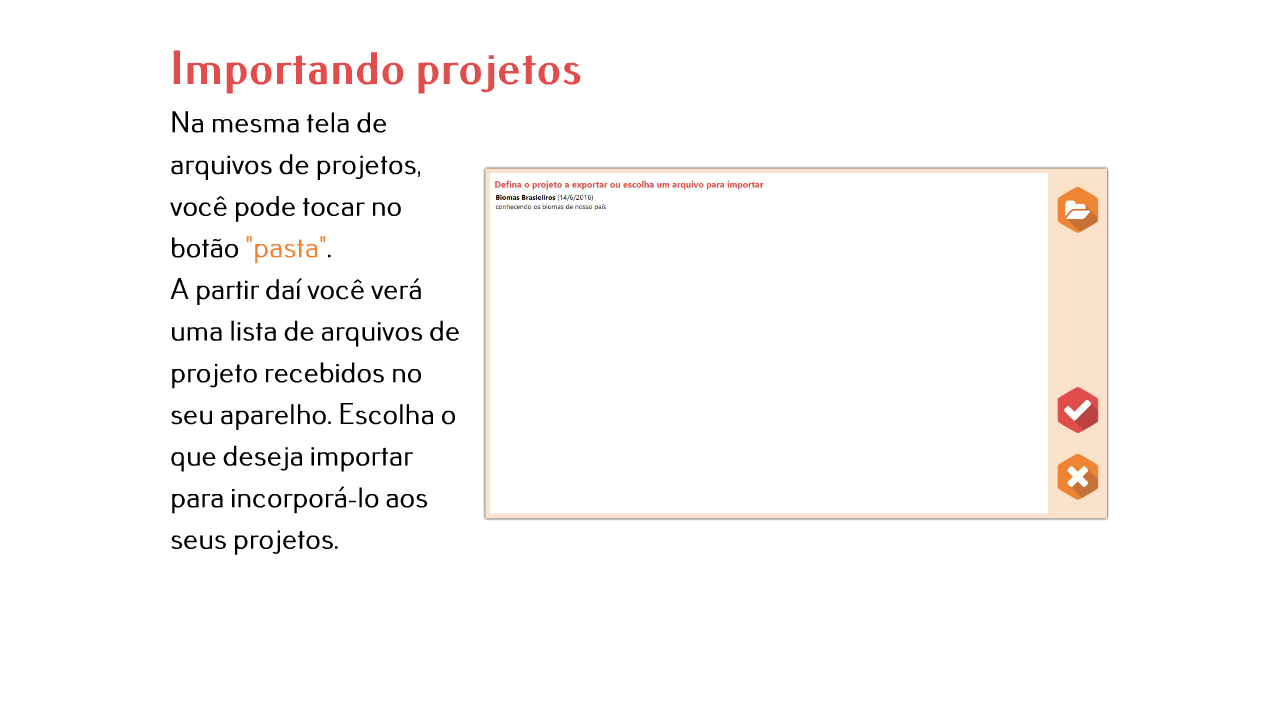 Importando projetos
Na mesma tela de
arquivos de projetos,
você pode tocar no
botão "pasta".
A partir daí você verá
uma lista de arquivos de
projeto recebidos no
seu aparelho. Escolha o
que deseja importar
para incorporá-lo aos
seus projetos.
Defina o projeto a exportar ou escolha um arquivo para importar
Biomas Brasieliros (14/6/2016)
conhecendo os biomas de nosso país